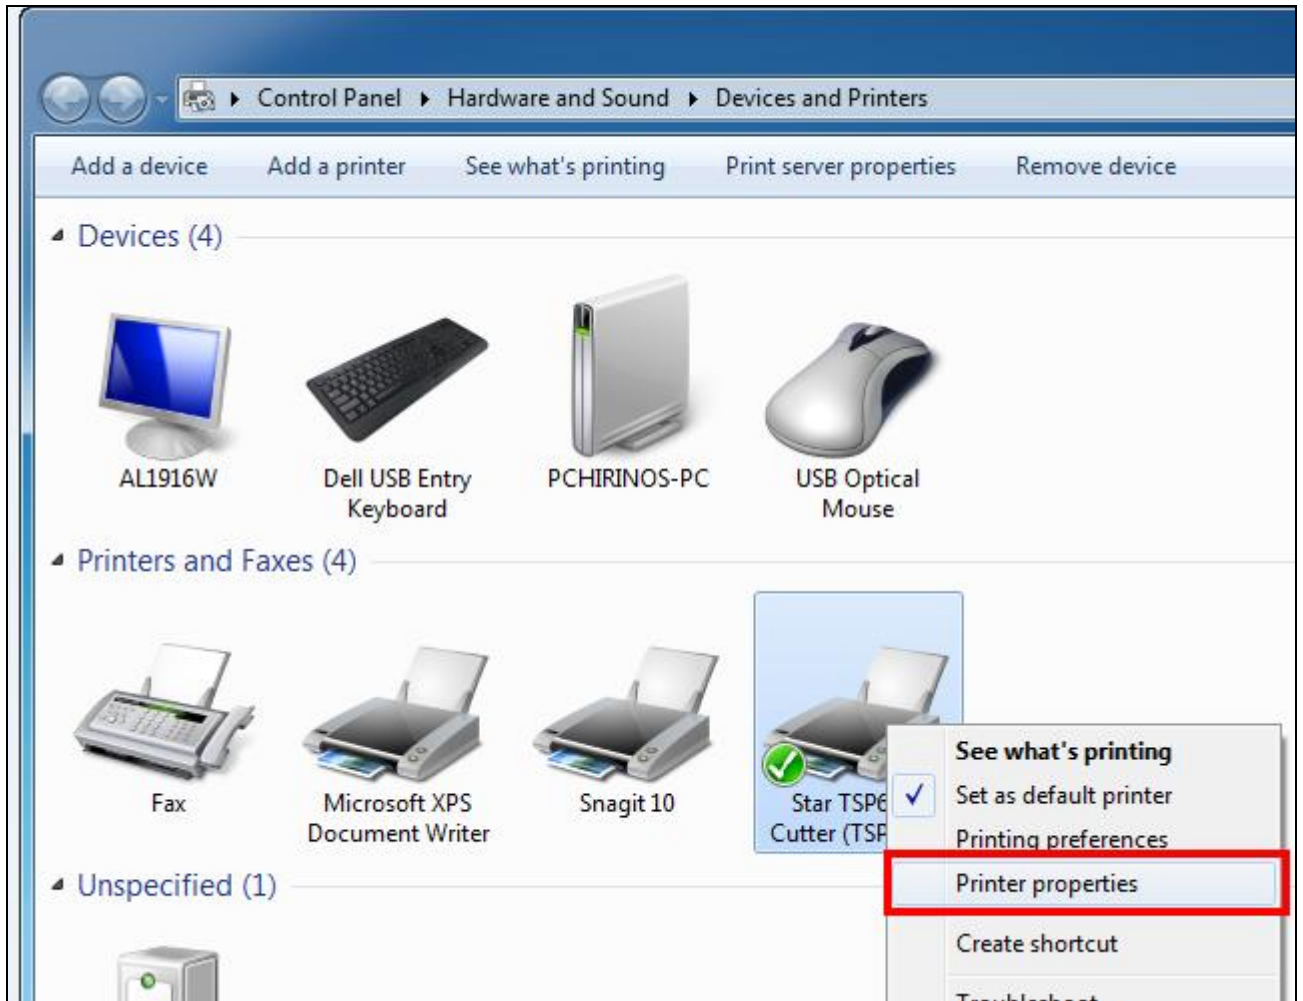 Control Panel Hardware and Sound Devices and Printers
Add a device Add a printer See what's printing Print server properties Remove device
Devices (4)
AL1916W
Dell USB Entry
Keyboard
PCHIRINOS-PC
USB Optical
Mouse
Printers and Faxes (4)
Fax
Microsoft XPS
Document Writer
Snagit 10
Star TSP6
Cutter (TSP
See what's printing
Set as default printer
Printing preferences
Printer properties
Create shortcut
Troubleshoot
Unspecified (1)